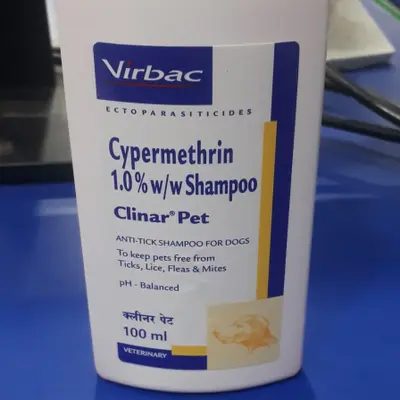 Virbac
ECTOPARASITICIDES
Cypermethrin
1.0% w/w Shampoo
Clinar® Pet
ANTI-TICK SHAMPOO FOR DOGS
To keep pets free from
Ticks, Lice, Fleas & Mites
pH - Balanced
क्लीनर पेट
100 ml
VETERINARY